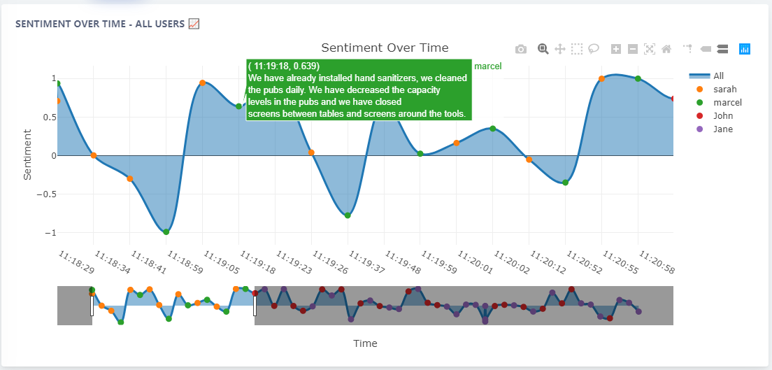 SENTIMENT OVER TIME - ALL USERS
Sentiment Over Time
( 11:19:18, 0.639)
We have already installed hand sanitizers, we cleaned
the pubs daily. We have decreased the capacity
levels in the pubs and we have closed
screens between tables and screens around the tools.
marcel
All
sarah
marcel
John
Jane
Sentiment
1
0.5
0
−0.5
−1
11:18:29
11:18:34
11:18:41
11:18:59
11:19:05
11:19:18
11:19:23
11:19:26
11:19:37
11:19:48
11:19:59
11:20:01
11:20:02
11:20:12
11:20:52
11:20:55
11:20:58
Time